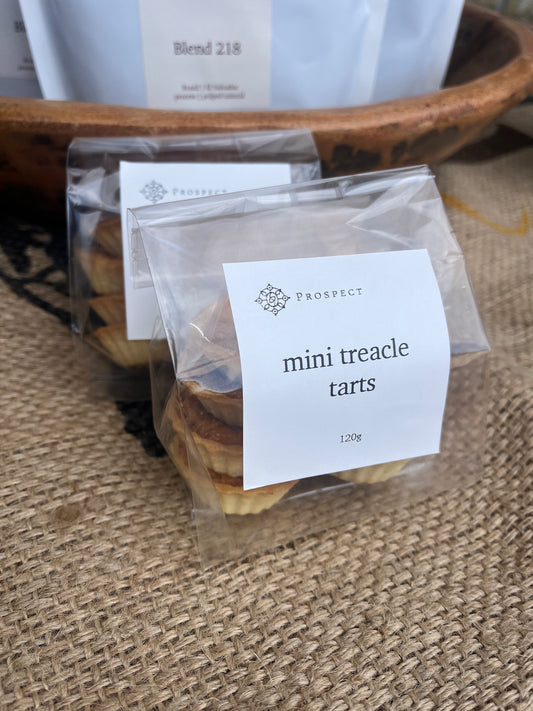 Blend 218
PROSPECT
PROSPECT
mini treacle
tarts
120g